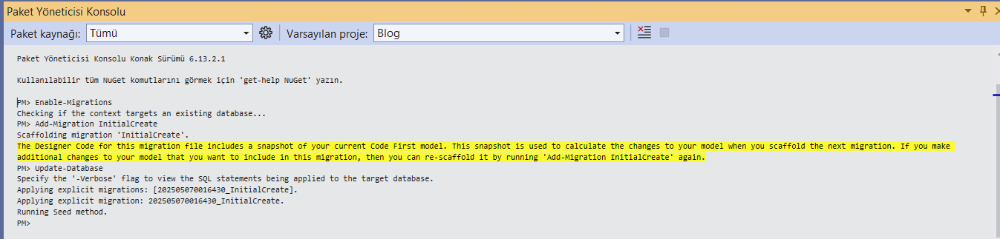 Paket Yöneticisi Konsolu
Paket kaynağı: Tümü Varsayılan proje: Blog
Paket Yöneticisi Konsolu Konak Sürümü 6.13.2.1
Kullanılabilir tüm NuGet komutlarını görmek için 'get-help NuGet' yazın.
PM> Enable-Migrations
Checking if the context targets an existing database...
PM> Add-Migration InitialCreate
Scaffolding migration 'InitialCreate'.
The Designer Code for this migration file includes a snapshot of your current Code First model. This snapshot is used to calculate the changes to your model when you scaffold the next migration. If you make
additional changes to your model that you want to include in this migration, then you can re-scaffold it by running 'Add-Migration InitialCreate' again.
PM> Update-Database
Specify the '-Verbose' flag to view the SQL statements being applied to the target database.
Applying explicit migrations: [202505070016430_InitialCreate].
Applying explicit migration: 202505070016430_InitialCreate.
Running Seed method.
PM>